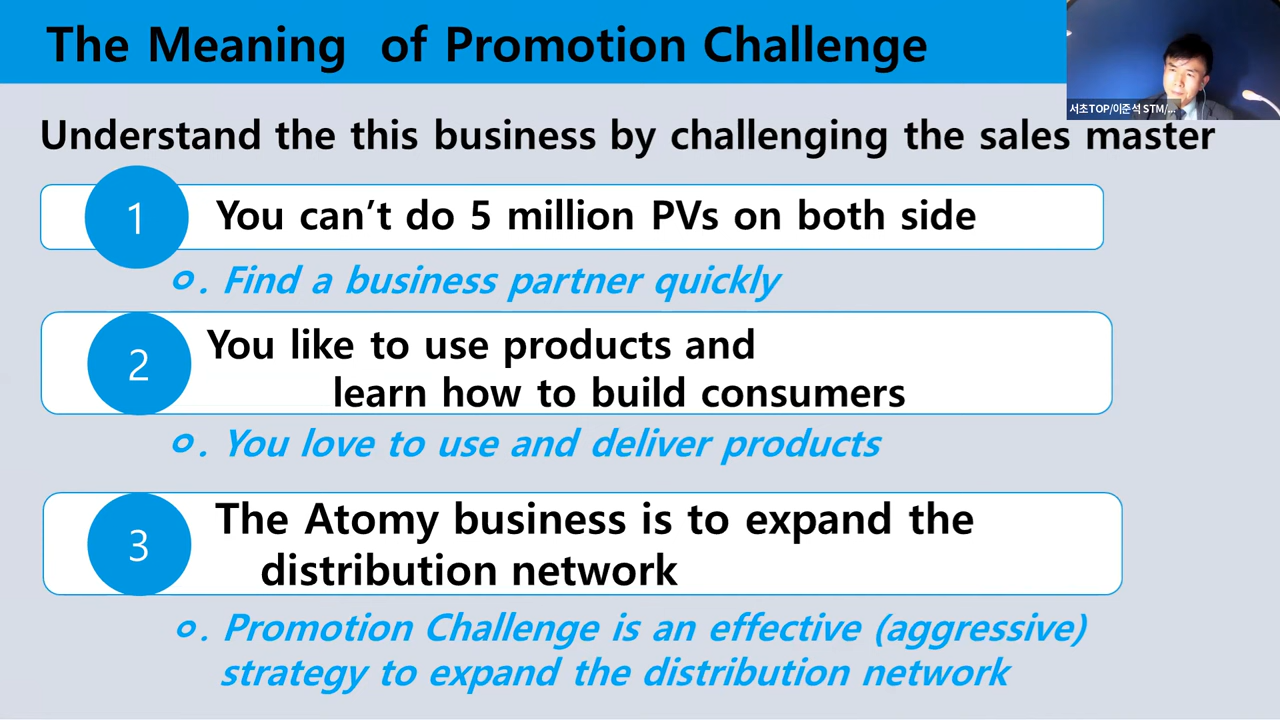 The Meaning of Promotion Challenge
서초TOP/이준석 STM/...
Understand the this business by challenging the sales master
1
You can't do 5 million PVs on both side
o. Find a business partner quickly
2
You like to use products and
learn how to build consumers
o. You love to use and deliver products
3
The Atomy business is to expand the
distribution network
o. Promotion Challenge is an effective (aggressive)
strategy to expand the distribution network